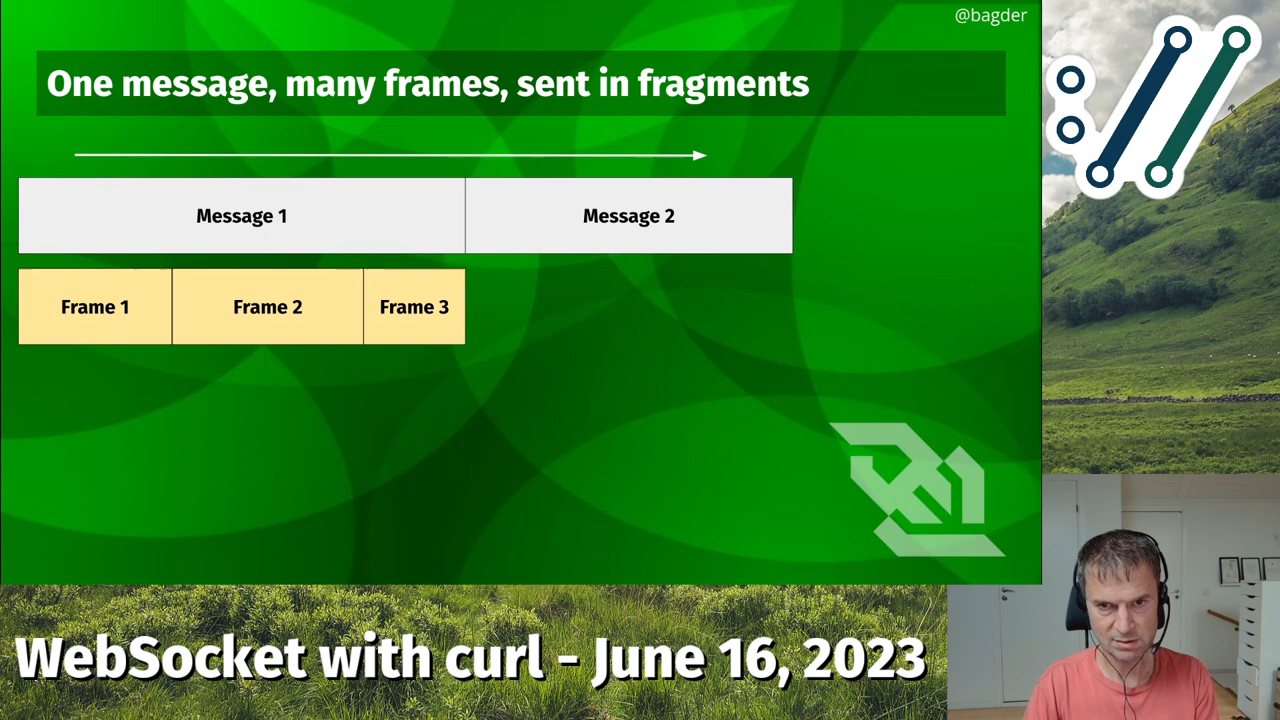 @bagder
One message, many frames, sent in fragments
Message 1
Message 2
Frame 1
Frame 2
Frame 3
WebSocket with curl - June 16, 2023